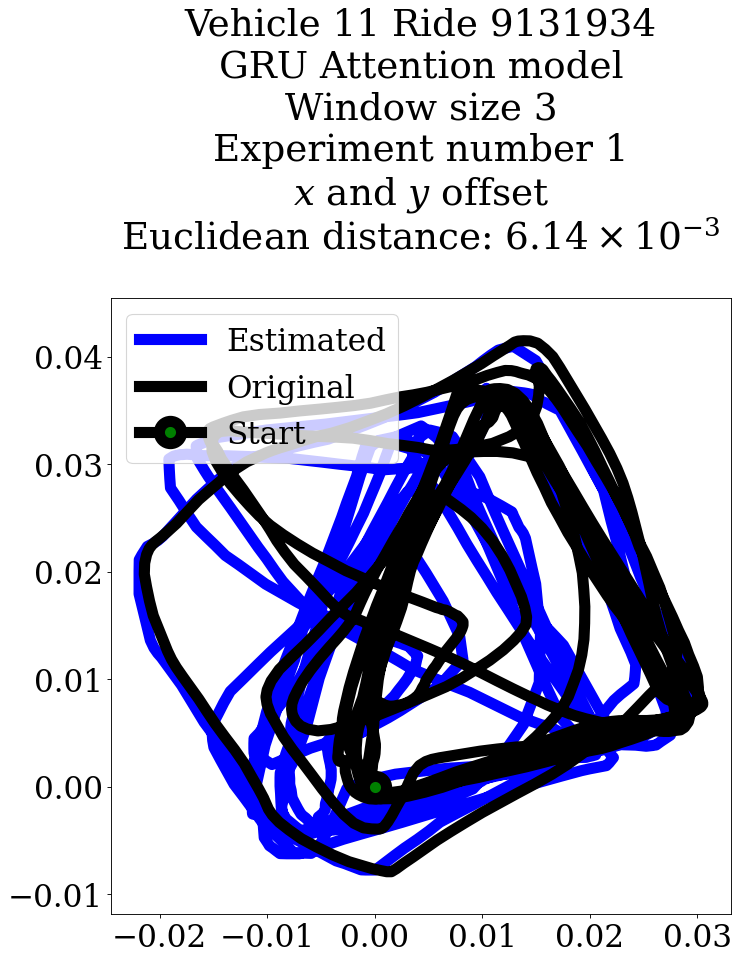 Vehicle 11 Ride 9131934
GRU Attention model
Window size 3
Experiment number 1
x and y offset
Euclidean distance: 6.14 × 10⁻³
Estimated
Original
Start
0.04
0.03
0.02
0.01
0.00
−0.01
−0.02 −0.01 0.00 0.01 0.02 0.03